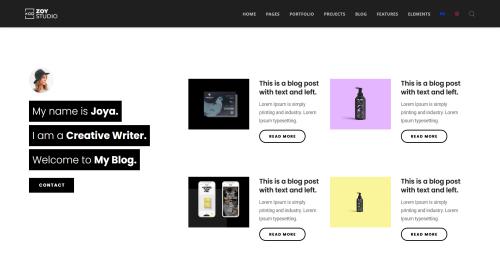 ZOY
STUDIO
HOME PAGES PORTFOLIO PROJECTS BLOG FEATURES ELEMENTS
My name is Joya.
I am a Creative Writer.
Welcome to My Blog.
CONTACT
This is a blog post
with text and left.
Lorem Ipsum is simply
printing and industry. Lorem
Ipsum typesetting.
READ MORE
This is a blog post
with text and left.
Lorem Ipsum is simply
printing and industry. Lorem
Ipsum typesetting.
READ MORE
This is a blog post
with text and left.
Lorem Ipsum is simply
printing and industry. Lorem
Ipsum typesetting.
READ MORE
This is a blog post
with text and left.
Lorem Ipsum is simply
printing and industry. Lorem
Ipsum typesetting.
READ MORE